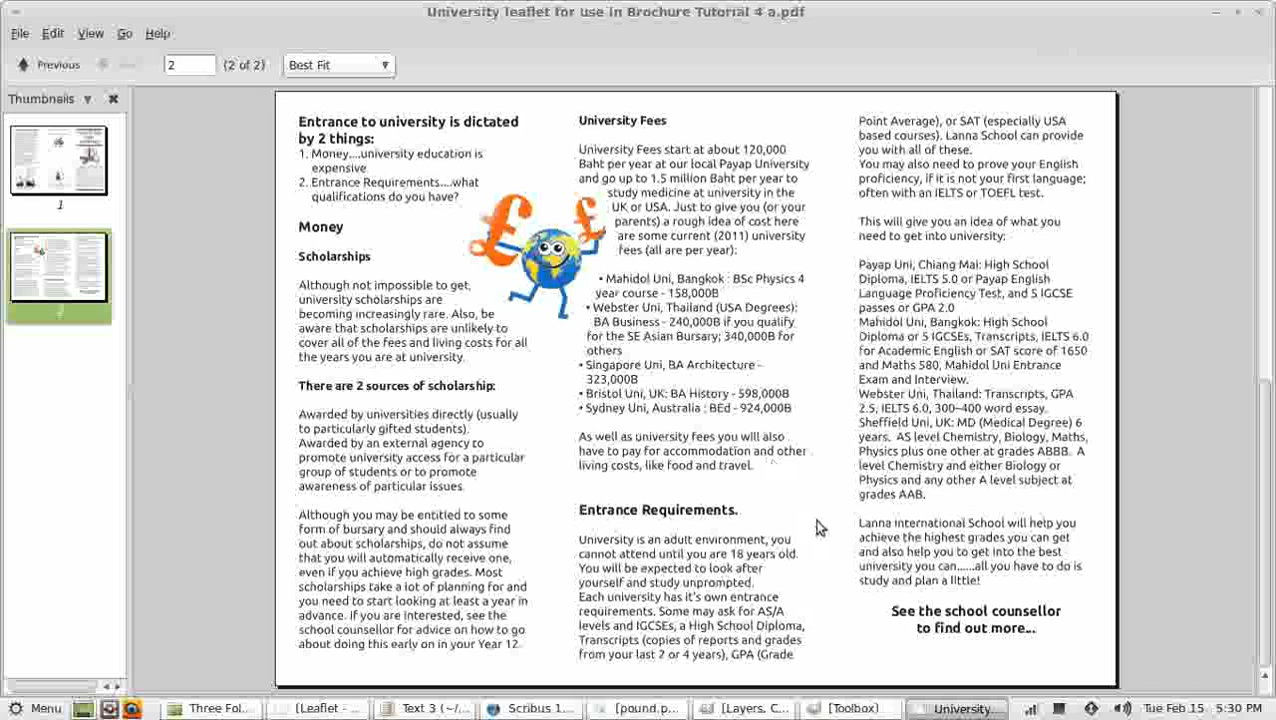 University leaflet for use in Brochure Tutorial 4 a.pdf
File Edit View Go Help
Previous 2 (2 of 2) Best Fit
Thumbnails
1
2
Entrance to university is dictated
by 2 things:
1. Money....university education is
expensive
2. Entrance Requirements....what
qualifications do you have?
Money
Scholarships
Although not impossible to get,
university scholarships are
becoming increasingly rare. Also, be
aware that scholarships are unlikely to
cover all of the fees and living costs for all
the years you are at university.
There are 2 sources of scholarship:
Awarded by universities directly (usually
to particularly gifted students).
Awarded by an external agency to
promote university access for a particular
group of students or to promote
awareness of particular issues.
Although you may be entitled to some
form of bursary and should always find
out about scholarships, do not assume
that you will automatically receive one,
even if you achieve high grades. Most
scholarships take a lot of planning for and
you need to start looking at least a year in
advance. If you are interested, see the
school counsellor for advice on how to go
about doing this early on in your Year 12.
£ £
University Fees
University Fees start at about 120,000
Baht per year at our local Payap University
and go up to 1.5 million Baht per year to
study medicine at university in the
UK or USA. Just to give you (or your
parents) a rough idea of cost here
are some current (2011) university
fees (all are per year):
• Mahidol Uni, Bangkok : BSc Physics 4
year course - 158,000B
• Webster Uni, Thailand (USA Degrees):
BA Business - 240,000B if you qualify
for the SE Asian Bursary; 340,000B for
others
• Singapore Uni, BA Architecture -
323,000B
• Bristol Uni, UK: BA History - 598,000B
• Sydney Uni, Australia : BEd - 924,000B
As well as university fees you will also
have to pay for accommodation and other
living costs, like food and travel.
Entrance Requirements.
University is an adult environment, you
cannot attend until you are 18 years old.
You will be expected to look after
yourself and study unprompted.
Each university has it's own entrance
requirements. Some may ask for AS/A
levels and IGCSEs, a High School Diploma,
Transcripts (copies of reports and grades
from your last 2 or 4 years), GPA (Grade
Point Average), or SAT (especially USA
based courses). Lanna School can provide
you with all of these.
You may also need to prove your English
proficiency, if it is not your first language;
often with an IELTS or TOEFL test.
This will give you an idea of what you
need to get into university:
Payap Uni, Chiang Mai: High School
Diploma, IELTS 5.0 or Payap English
Language Proficiency Test, and 5 IGCSE
passes or GPA 2.0
Mahidol Uni, Bangkok: High School
Diploma or 5 IGCSEs, Transcripts, IELTS 6.0
for Academic English or SAT score of 1650
and Maths 580, Mahidol Uni Entrance
Exam and Interview.
Webster Uni, Thailand: Transcripts, GPA
2.5, IELTS 6.0, 300-400 word essay.
Sheffield Uni, UK: MD (Medical Degree) 6
years. AS level Chemistry, Biology, Maths,
Physics plus one other at grades ABBB. A
level Chemistry and either Biology or
Physics and any other A level subject at
grades AAB.
Lanna International School will help you
achieve the highest grades you can get
and also help you to get into the best
university you can......all you have to do is
study and plan a little!
See the school counsellor
to find out more...
Menu Three Fol... [Leaflet - ... Text 3 (~/... Scribus 1.... [pound.p... [Layers, C... [Toolbox] University... Tue Feb 15, 5:30 PM